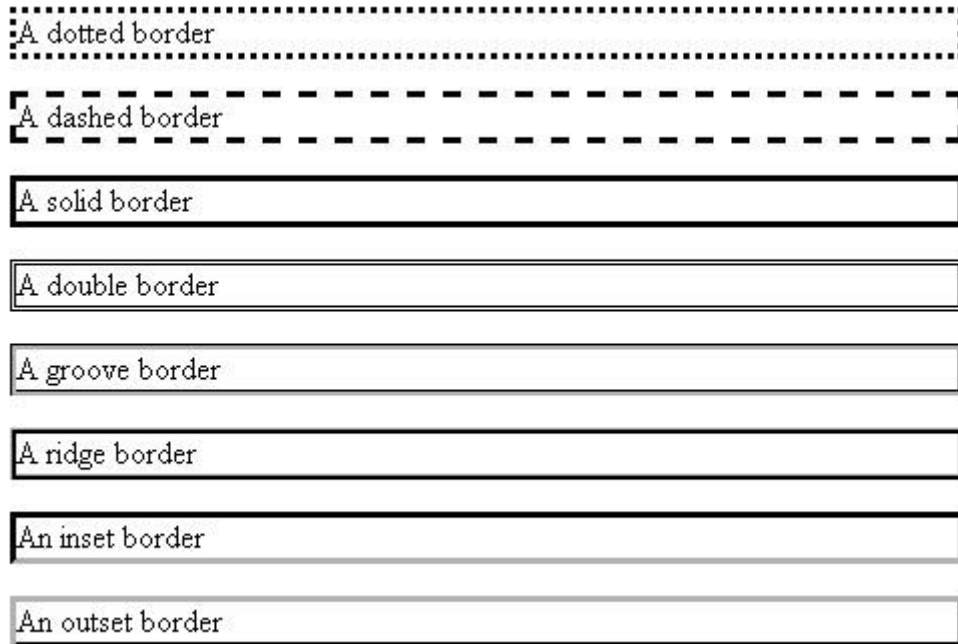 A dotted border
A dashed border
A solid border
A double border
A groove border
A ridge border
An inset border
An outset border